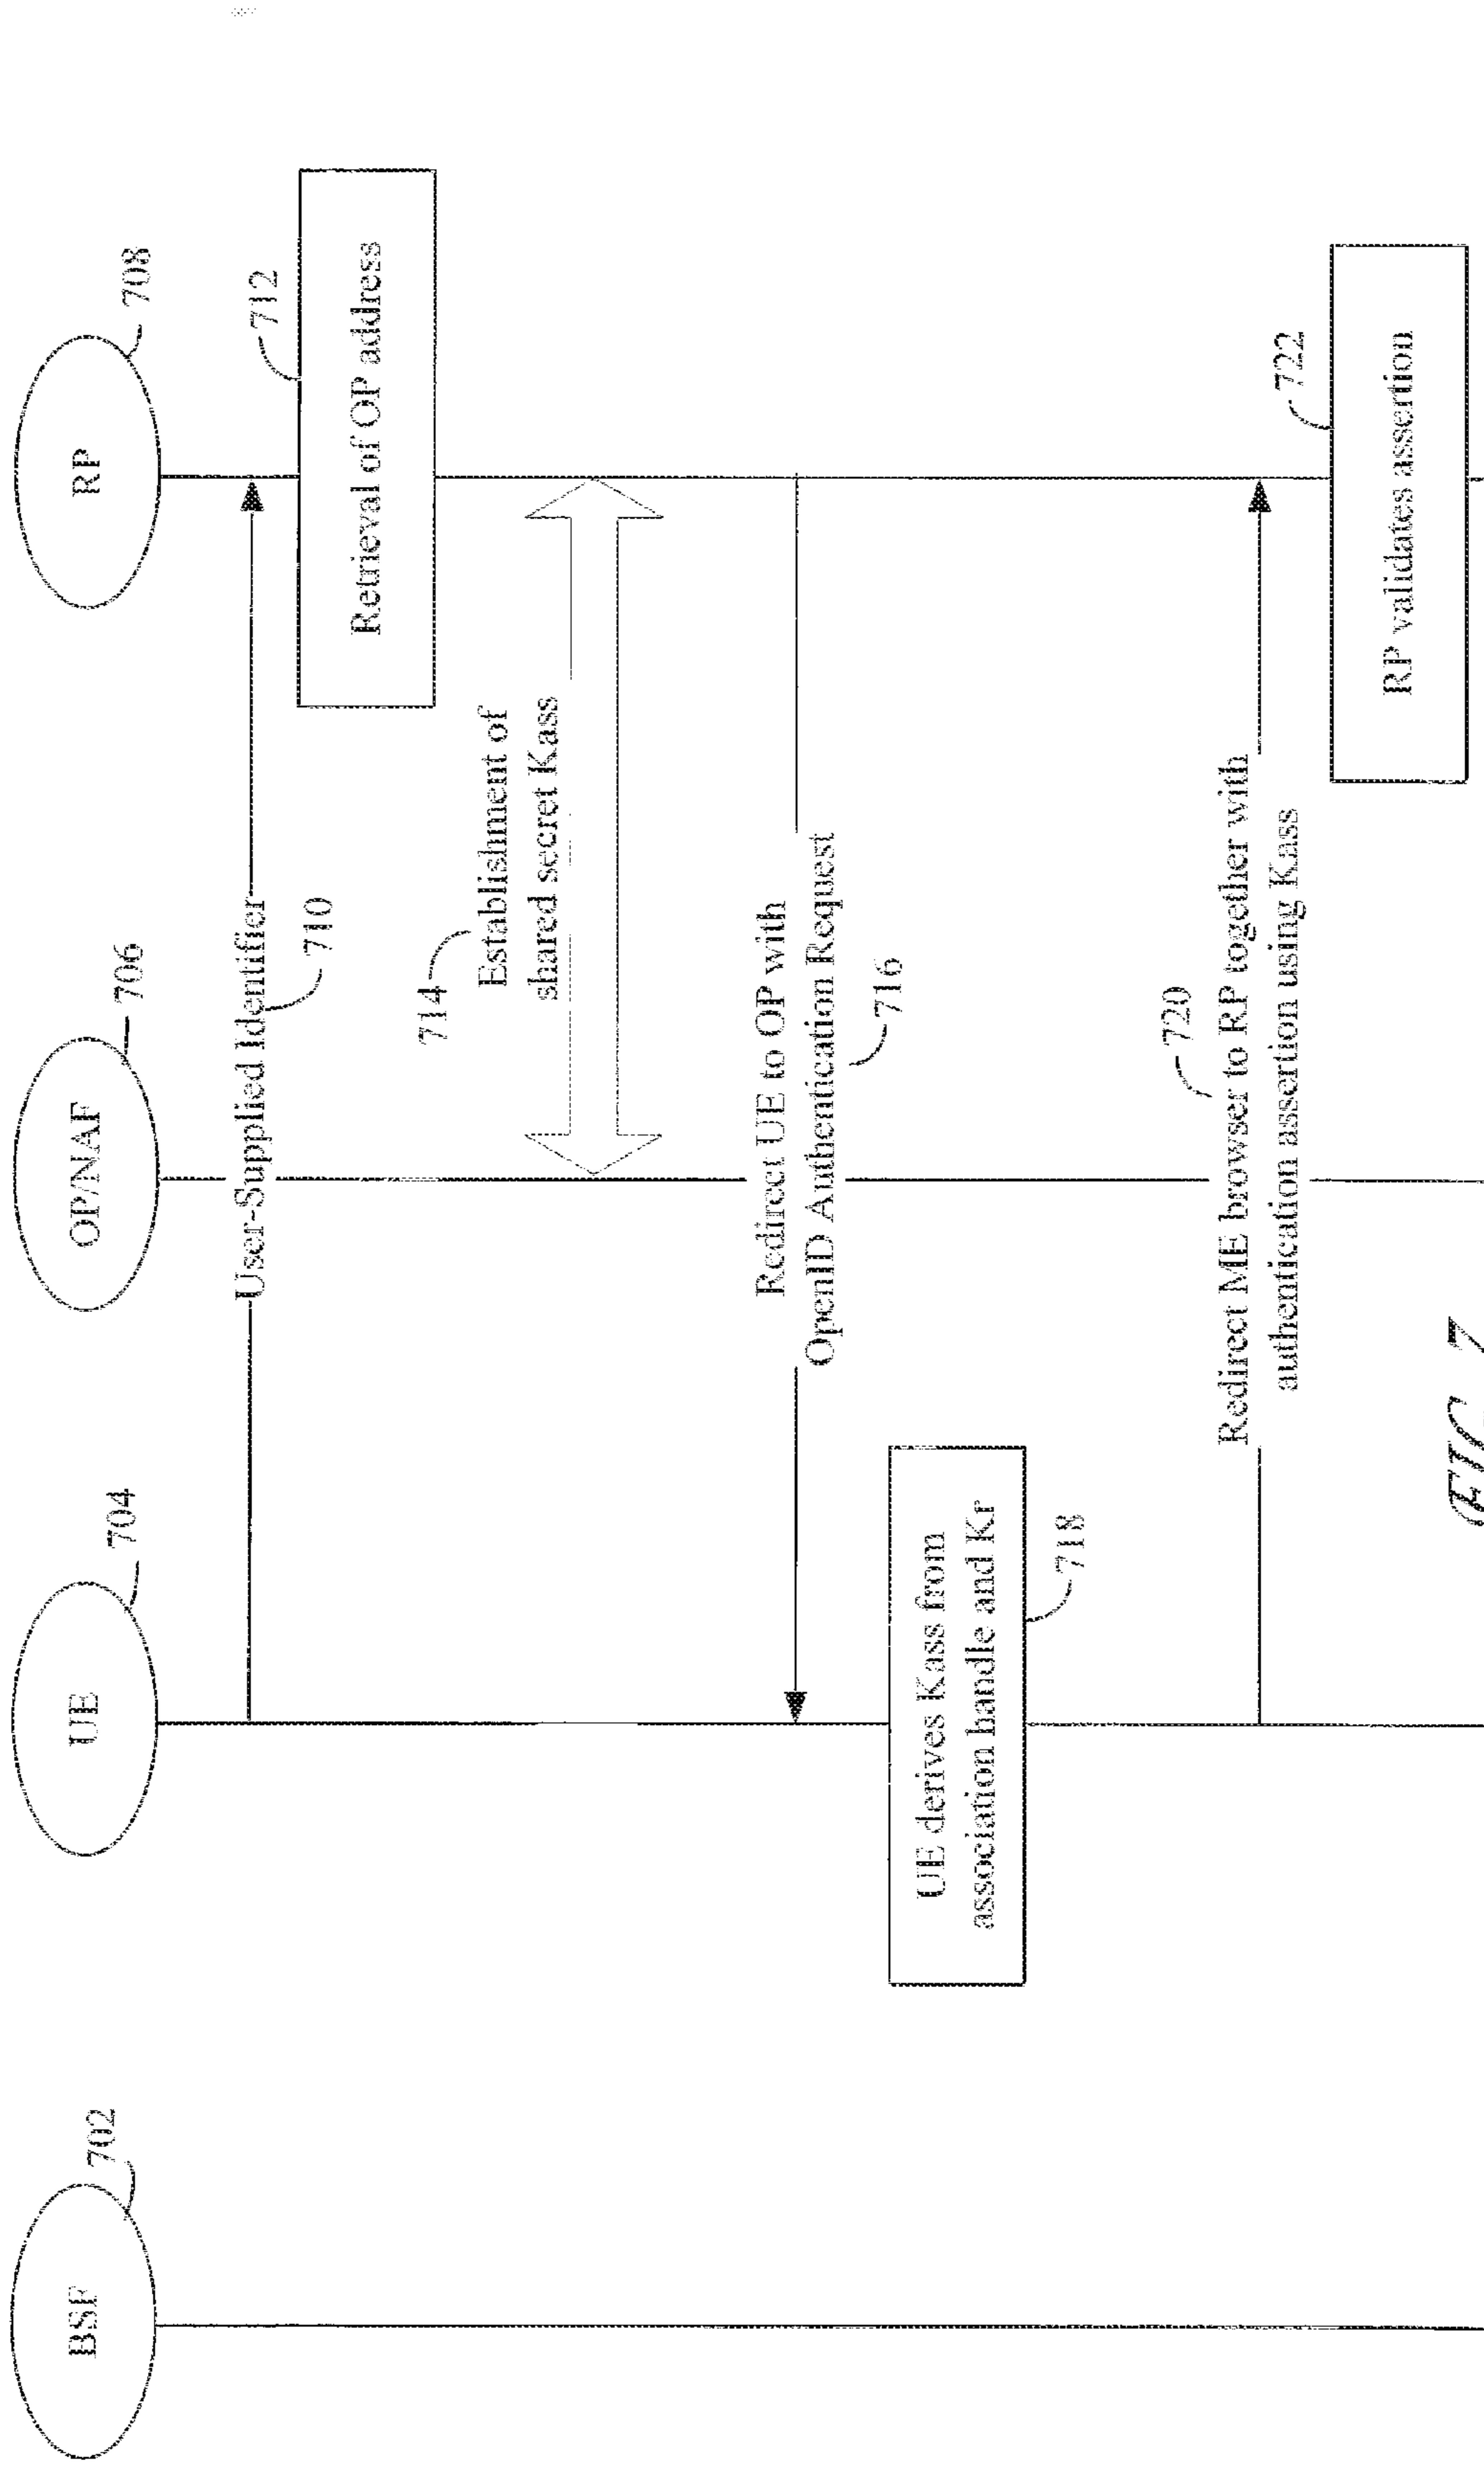 BSF
702
UE
704
OP/NAF
706
RP
708
User-Supplied Identifier
710
712
Retrieval of OP address
714
Establishment of
shared secret Kass
Redirect UE to OP with
OpenID Authentication Request
716
UE derives Kass from
association handle and Kr
718
720
Redirect ME browser to RP together with
authentication assertion using Kass
722
RP validates assertion
FIG. 7